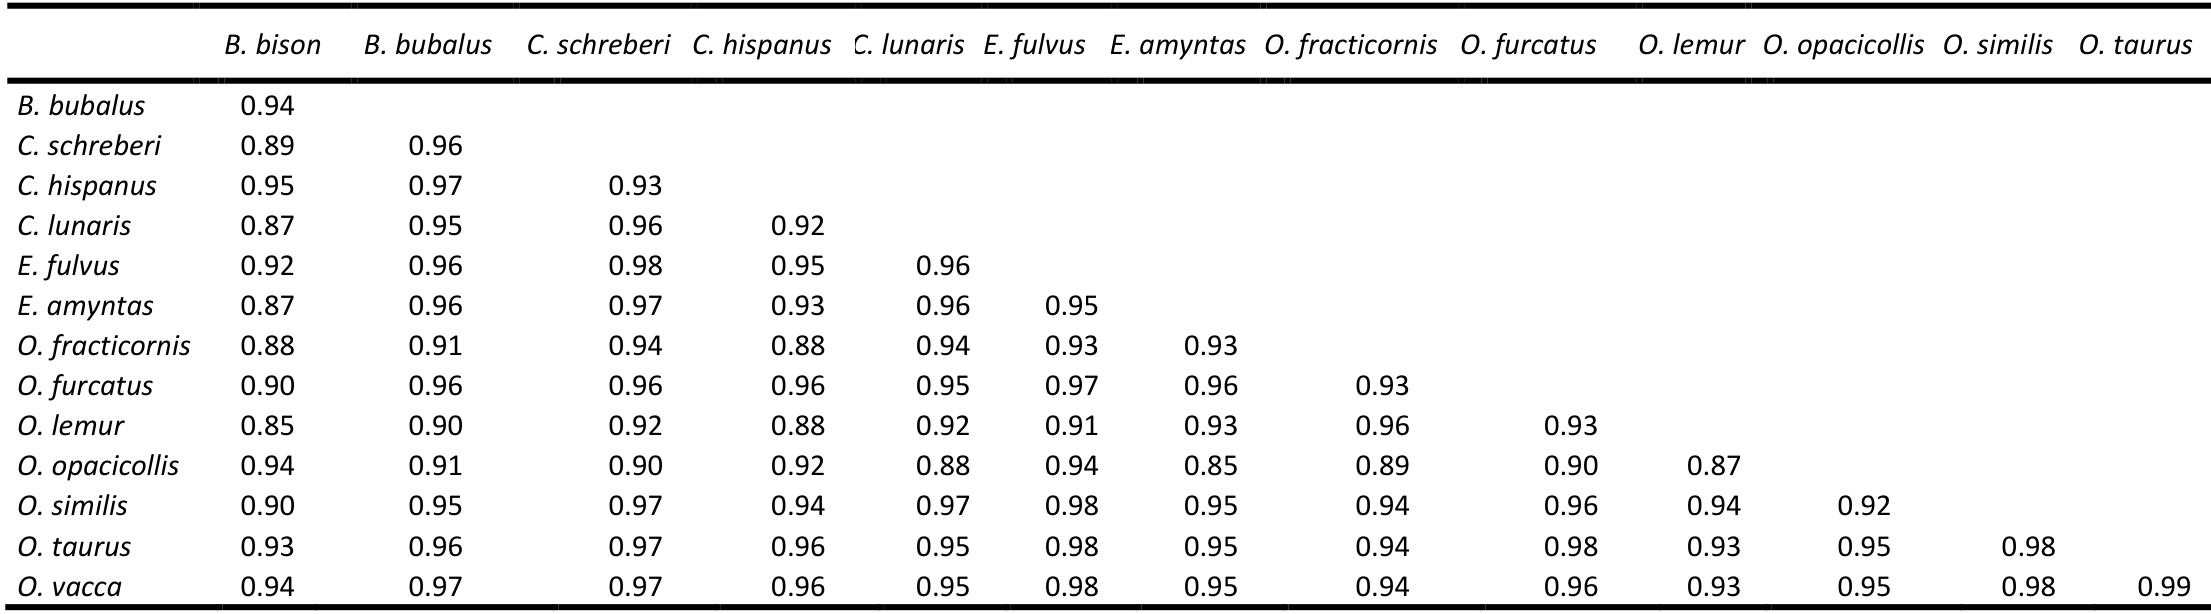 B. bison B. bubalus C. schreberi C. hispanus C. lunaris E. fulvus E. amyntas O. fracticornis O. furcatus O. lemur O. opacicollis O. similis O. taurus
B. bubalus 0.94
C. schreberi 0.89 0.96
C. hispanus 0.95 0.97 0.93
C. lunaris 0.87 0.95 0.96 0.92
E. fulvus 0.92 0.96 0.98 0.95 0.96
E. amyntas 0.87 0.96 0.97 0.93 0.96 0.95
O. fracticornis 0.88 0.91 0.94 0.88 0.94 0.93 0.93
O. furcatus 0.90 0.96 0.96 0.96 0.95 0.97 0.96 0.93
O. lemur 0.85 0.90 0.92 0.88 0.92 0.91 0.93 0.96 0.93
O. opacicollis 0.94 0.91 0.90 0.92 0.88 0.94 0.85 0.89 0.90 0.87
O. similis 0.90 0.95 0.97 0.94 0.97 0.98 0.95 0.94 0.96 0.94 0.92
O. taurus 0.93 0.96 0.97 0.96 0.95 0.98 0.95 0.94 0.98 0.93 0.95 0.98
O. vacca 0.94 0.97 0.97 0.96 0.95 0.98 0.95 0.94 0.96 0.93 0.95 0.98 0.99